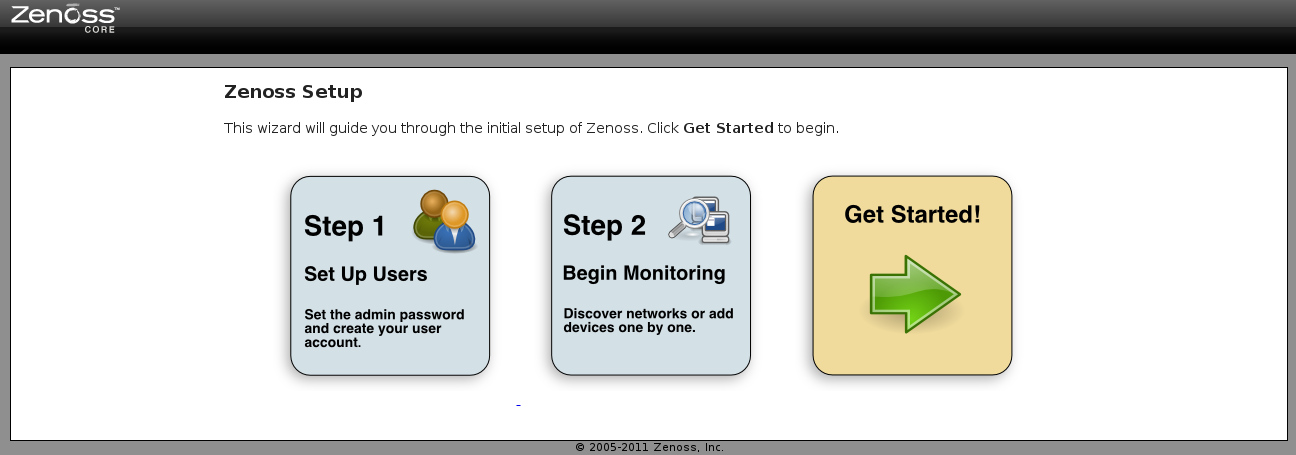 Zenoss™
CORE
Zenoss Setup
This wizard will guide you through the initial setup of Zenoss. Click Get Started to begin.
Step 1
Set Up Users
Set the admin password
and create your user
account.
Step 2
Begin Monitoring
Discover networks or add
devices one by one.
Get Started!
© 2005-2011 Zenoss, Inc.